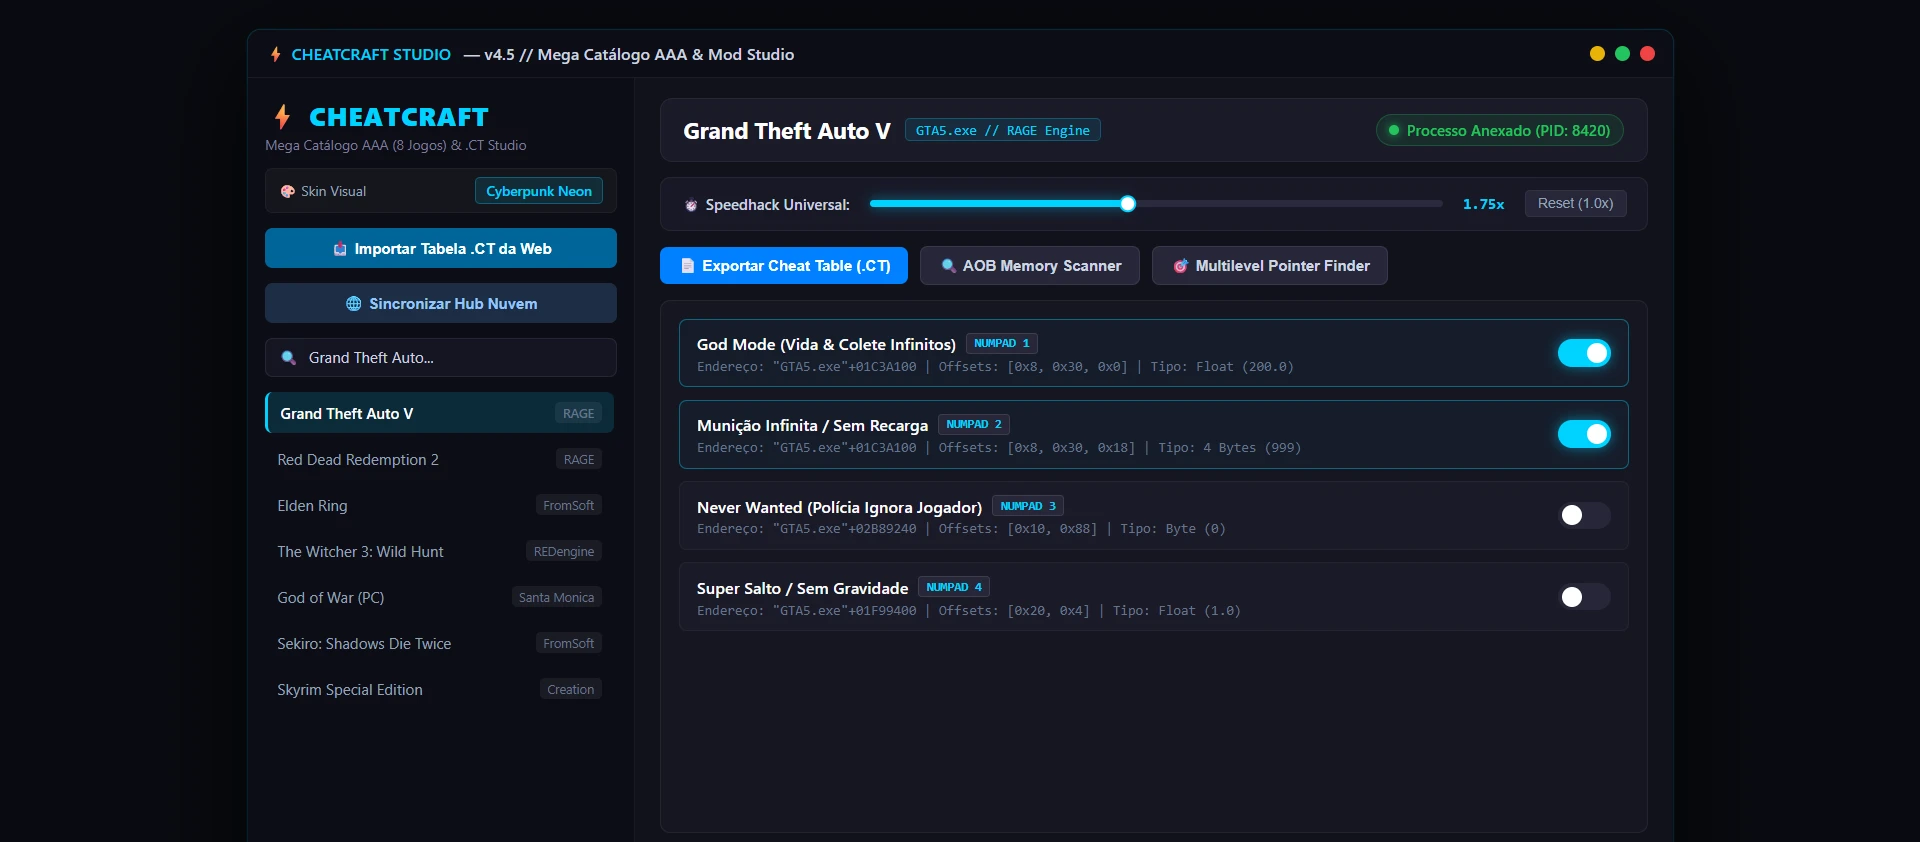 CHEATCRAFT STUDIO — v4.5 // Mega Catálogo AAA & Mod Studio
CHEATCRAFT
Mega Catálogo AAA (8 Jogos) & .CT Studio
Skin Visual
Cyberpunk Neon
Importar Tabela .CT da Web
Sincronizar Hub Nuvem
Grand Theft Auto...
Grand Theft Auto V RAGE
Red Dead Redemption 2 RAGE
Elden Ring FromSoft
The Witcher 3: Wild Hunt REDengine
God of War (PC) Santa Monica
Sekiro: Shadows Die Twice FromSoft
Skyrim Special Edition Creation
Grand Theft Auto V GTA5.exe // RAGE Engine Processo Anexado (PID: 8420)
Speedhack Universal: 1.75x Reset (1.0x)
Exportar Cheat Table (.CT) AOB Memory Scanner Multilevel Pointer Finder
God Mode (Vida & Colete Infinitos) NUMPAD 1
Endereço: "GTA5.exe"+01C3A100 | Offsets: [0x8, 0x30, 0x0] | Tipo: Float (200.0)
Munição Infinita / Sem Recarga NUMPAD 2
Endereço: "GTA5.exe"+01C3A100 | Offsets: [0x8, 0x30, 0x18] | Tipo: 4 Bytes (999)
Never Wanted (Polícia Ignora Jogador) NUMPAD 3
Endereço: "GTA5.exe"+02B89240 | Offsets: [0x10, 0x88] | Tipo: Byte (0)
Super Salto / Sem Gravidade NUMPAD 4
Endereço: "GTA5.exe"+01F99400 | Offsets: [0x20, 0x4] | Tipo: Float (1.0)